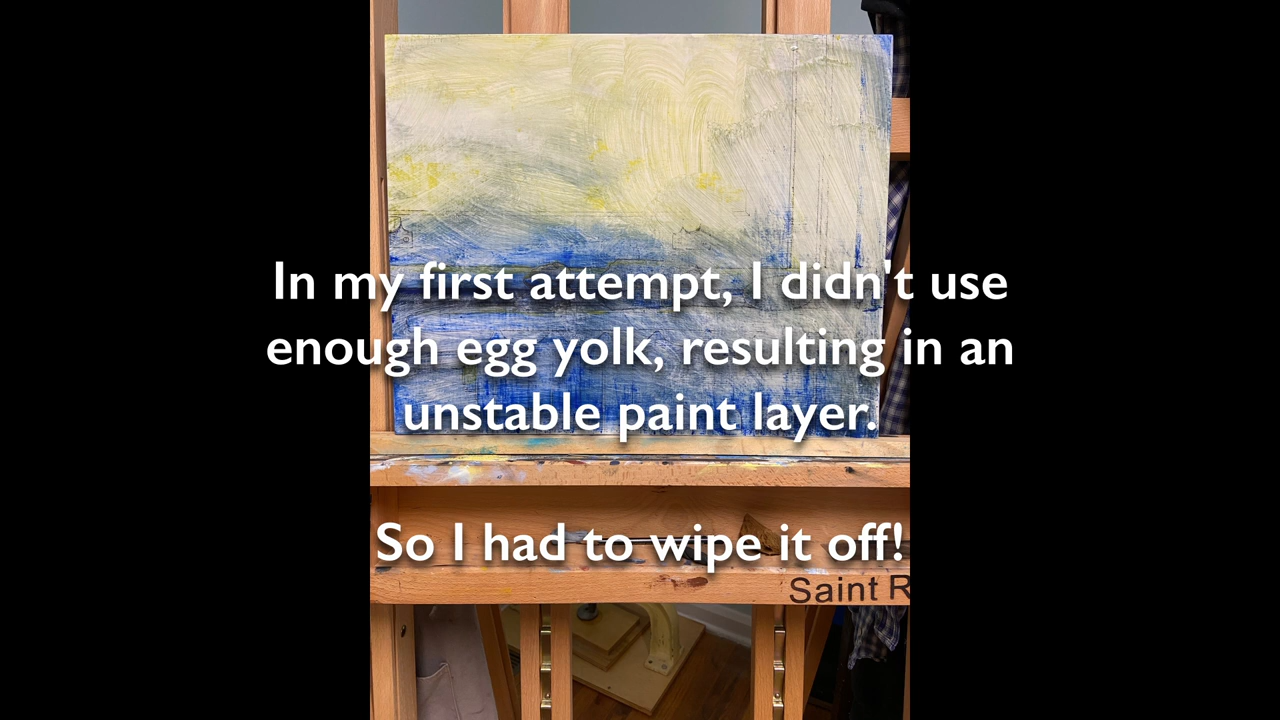 In my first attempt, I didn't use
enough egg yolk, resulting in an
unstable paint layer.
So I had to wipe it off!
Saint R